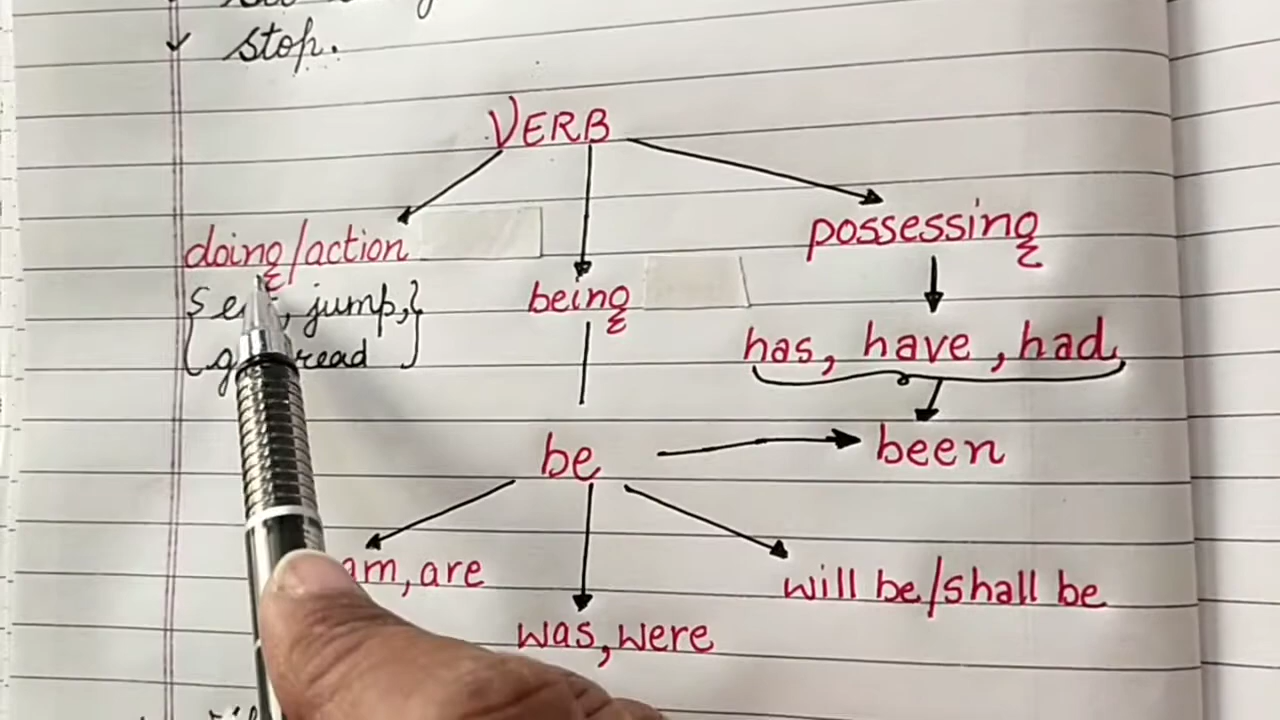 stop.
VERB
doing/action
possessing
jump,}
being
read }
has, have, had
be
been
am, are
will be/shall be
was, were